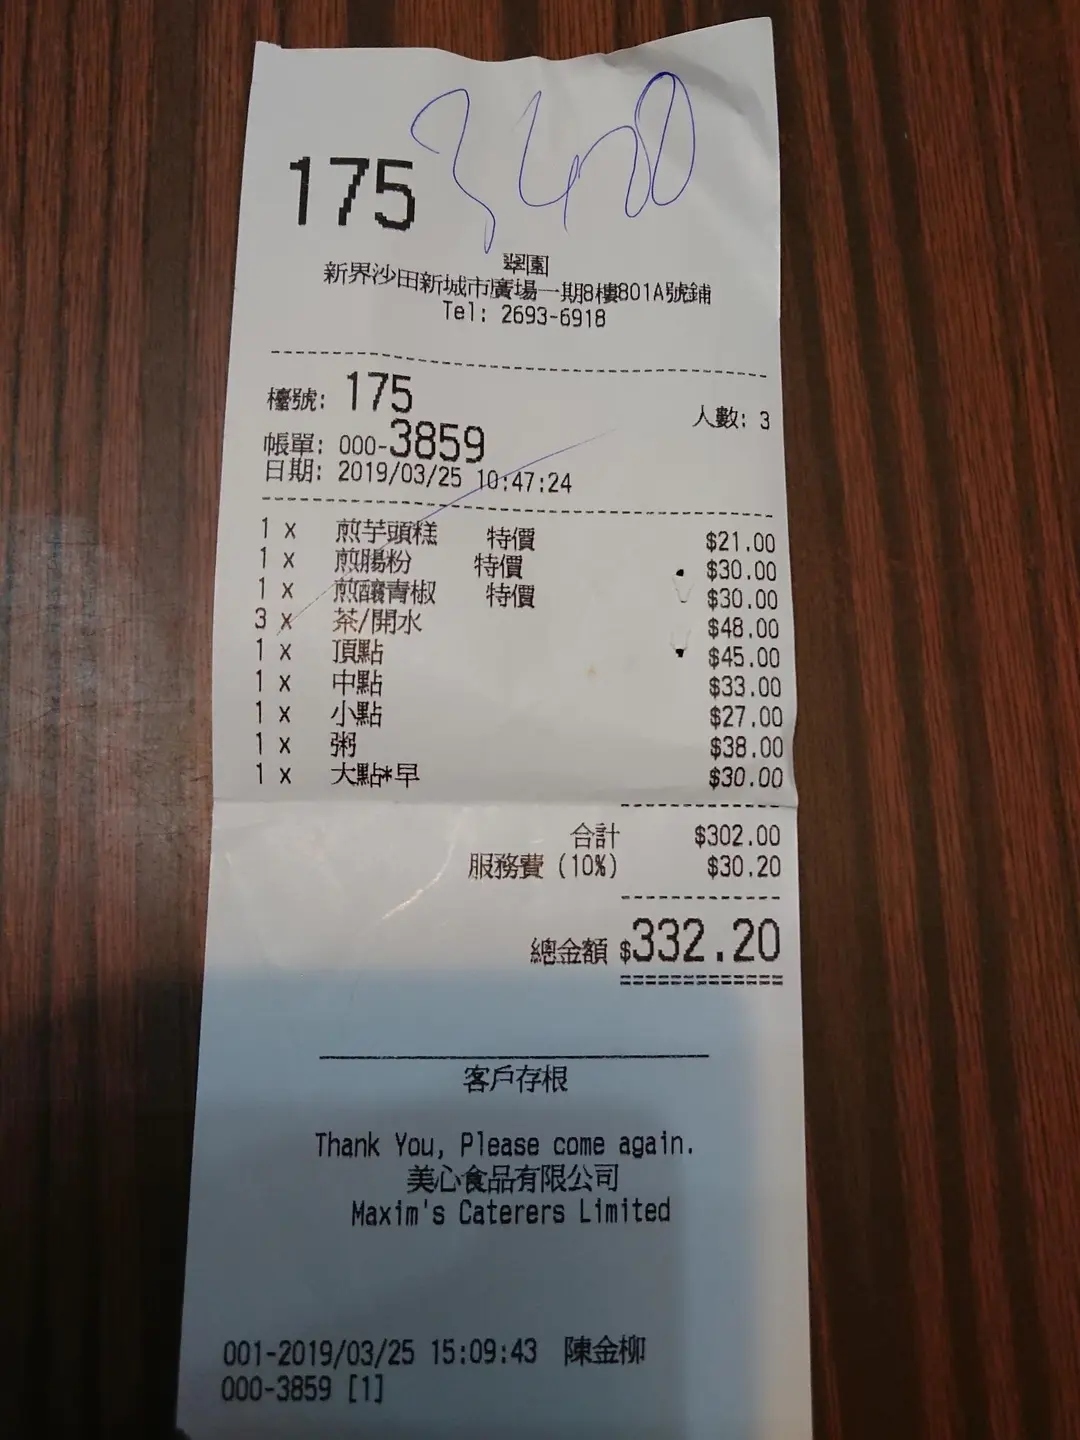 175
翠園
新界沙田新城市廣場一期8樓801A號鋪
Tel: 2693-6918
檯號: 175 人數: 3
帳單: 000-3859
日期: 2019/03/25 10:47:24
1 x 煎芋頭糕 特價 $21.00
1 x 煎腸粉 特價 $30.00
1 x 煎釀青椒 特價 $30.00
3 x 茶/開水 $48.00
1 x 頂點 $45.00
1 x 中點 $33.00
1 x 小點 $27.00
1 x 粥 $38.00
1 x 大點*早 $30.00
合計 $302.00
服務費 (10%) $30.20
總金額 $332.20
客戶存根
Thank You, Please come again.
美心食品有限公司
Maxim's Caterers Limited
001-2019/03/25 15:09:43 陳金柳
000-3859 [1]